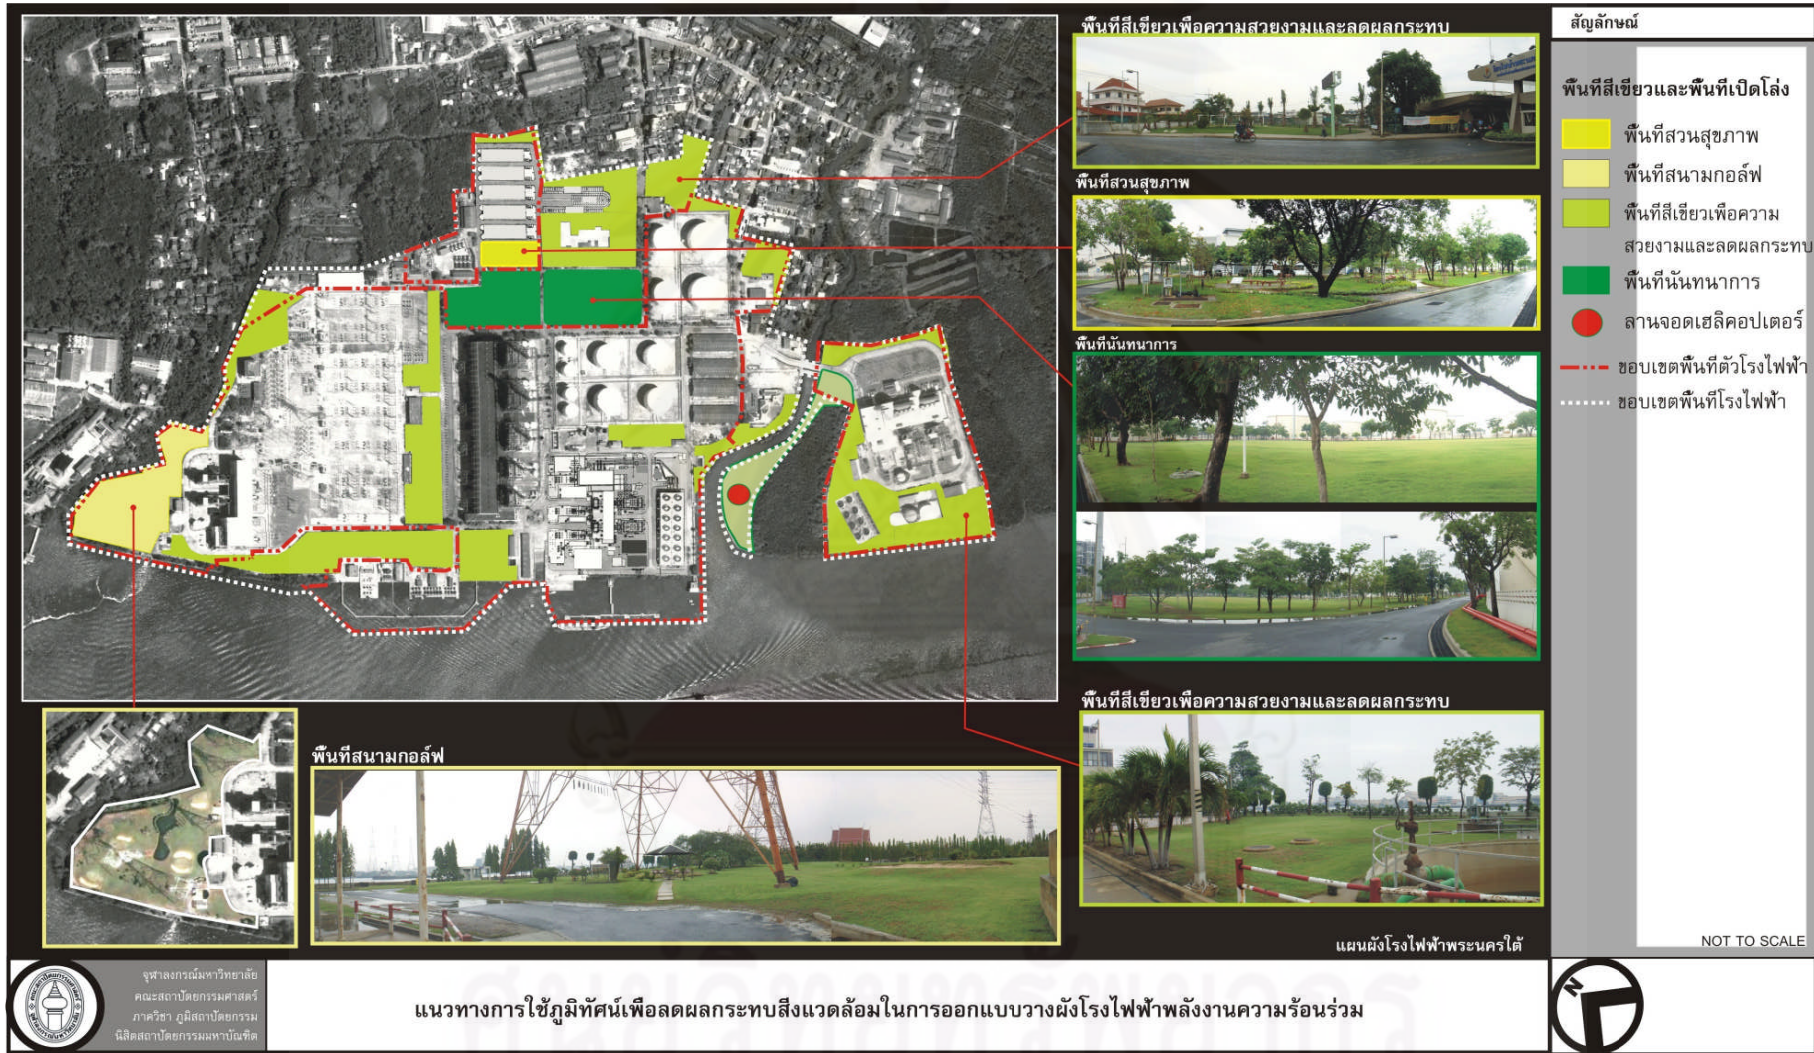 พื้นที่สีเขียวเพื่อความสวยงามและลดผลกระทบ
พื้นที่สวนสุขภาพ
พื้นที่นันทนาการ
พื้นที่สีเขียวเพื่อความสวยงามและลดผลกระทบ
พื้นที่สนามกอล์ฟ
แผนผังโรงไฟฟ้าพระนครใต้
สัญลักษณ์
พื้นที่สีเขียวและพื้นที่เปิดโล่ง
พื้นที่สวนสุขภาพ
พื้นที่สนามกอล์ฟ
พื้นที่สีเขียวเพื่อความ
สวยงามและลดผลกระทบ
พื้นที่นันทนาการ
ลานจอดเฮลิคอปเตอร์
ขอบเขตพื้นที่ตัวโรงไฟฟ้า
ขอบเขตพื้นที่โรงไฟฟ้า
NOT TO SCALE
จุฬาลงกรณ์มหาวิทยาลัย
คณะสถาปัตยกรรมศาสตร์
ภาควิชา ภูมิสถาปัตยกรรม
นิสิตสถาปัตยกรรมมหาบัณฑิต
แนวทางการใช้ภูมิทัศน์เพื่อลดผลกระทบสิ่งแวดล้อมในการออกแบบวางผังโรงไฟฟ้าพลังงานความร้อนร่วม
N